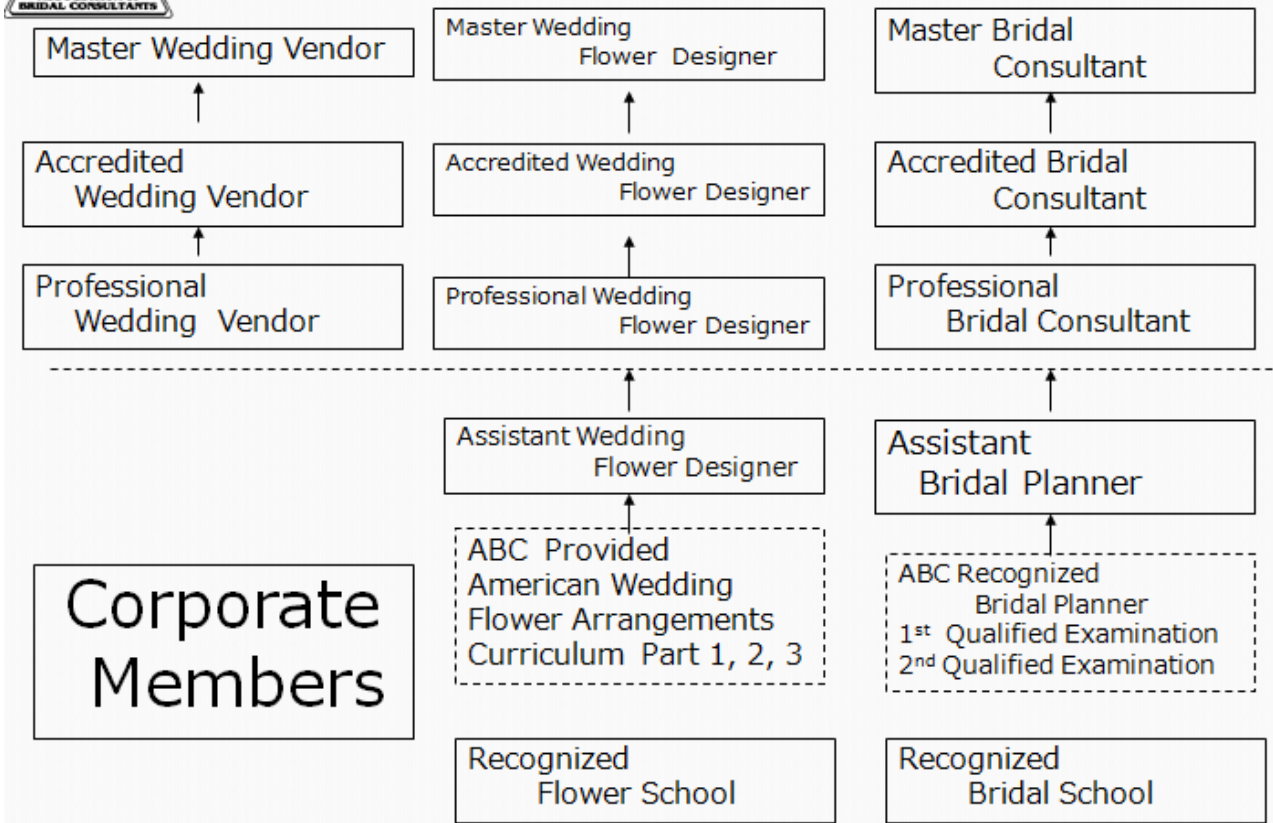 BRIDAL CONSULTANTS
Master Wedding Vendor
Master Wedding
Flower Designer
Master Bridal
Consultant
Accredited
Wedding Vendor
Accredited Wedding
Flower Designer
Accredited Bridal
Consultant
Professional
Wedding Vendor
Professional Wedding
Flower Designer
Professional
Bridal Consultant
Assistant Wedding
Flower Designer
Assistant
Bridal Planner
Corporate
Members
ABC Provided
American Wedding
Flower Arrangements
Curriculum Part 1, 2, 3
ABC Recognized
Bridal Planner
1st Qualified Examination
2nd Qualified Examination
Recognized
Flower School
Recognized
Bridal School